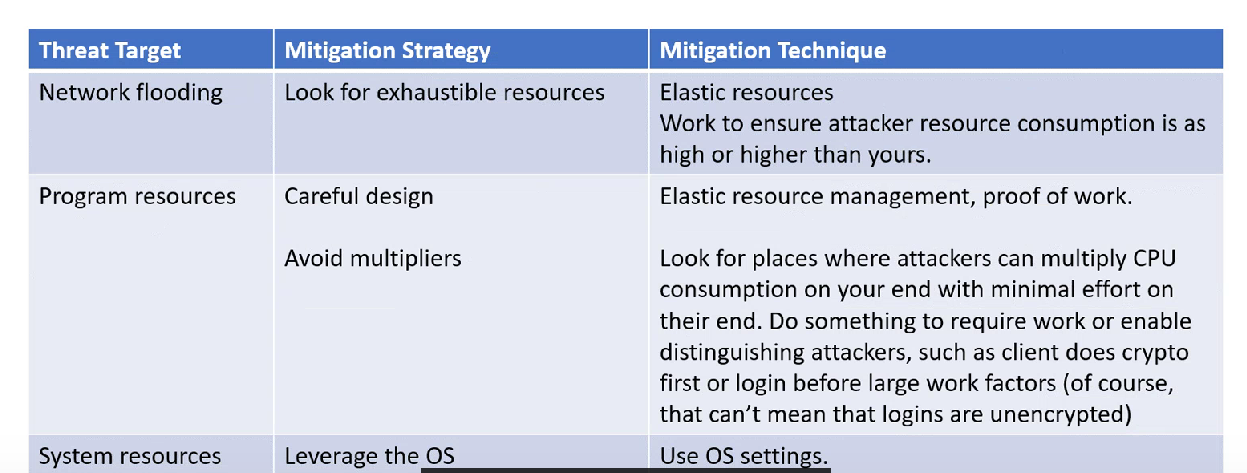 Threat Target Mitigation Strategy Mitigation Technique
Network flooding Look for exhaustible resources Elastic resources
Work to ensure attacker resource consumption is as
high or higher than yours.
Program resources Careful design Elastic resource management, proof of work.
Avoid multipliers Look for places where attackers can multiply CPU
consumption on your end with minimal effort on
their end. Do something to require work or enable
distinguishing attackers, such as client does crypto
first or login before large work factors (of course,
that can’t mean that logins are unencrypted)
System resources Leverage the OS Use OS settings.